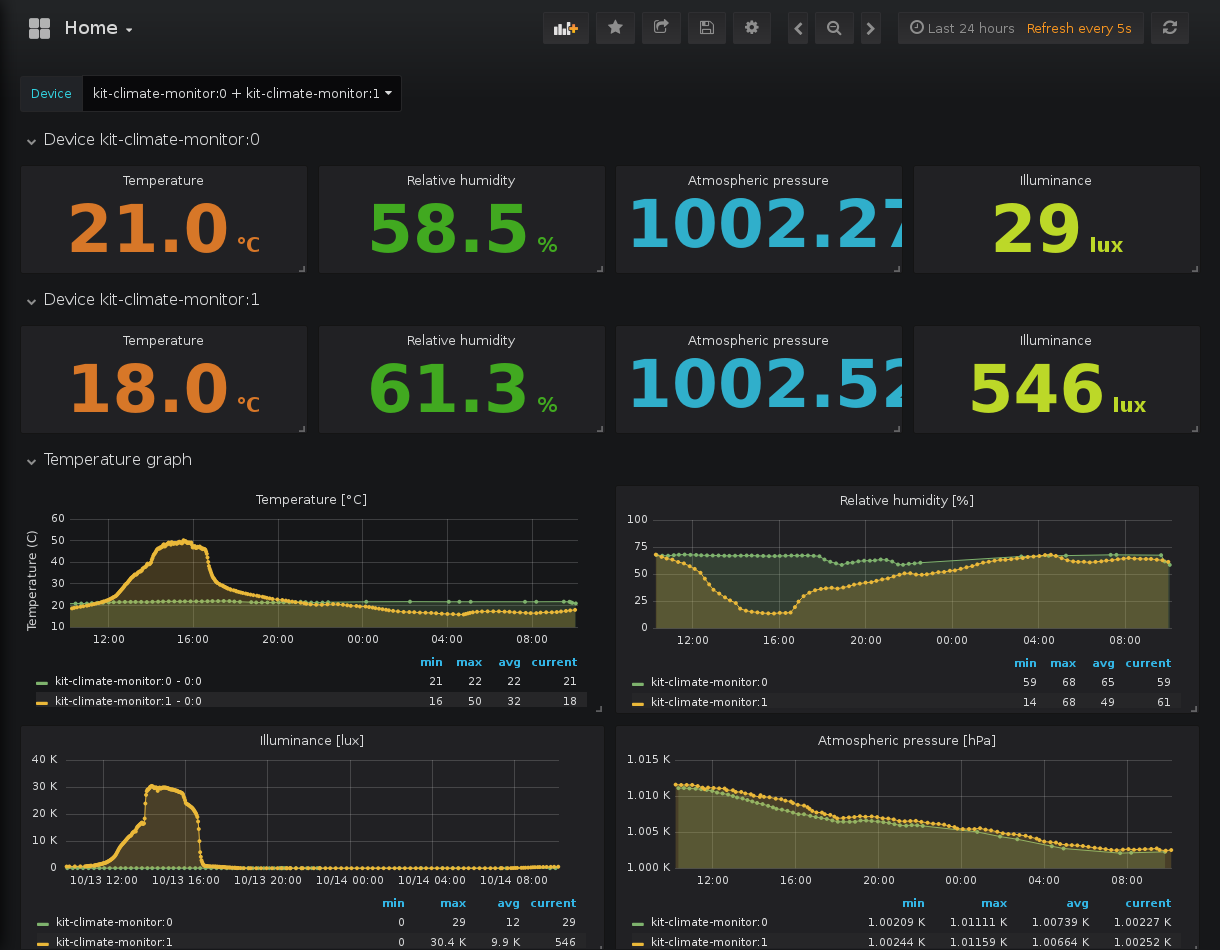 Home
Last 24 hours Refresh every 5s
Device kit-climate-monitor:0 + kit-climate-monitor:1
Device kit-climate-monitor:0
Temperature Relative humidity Atmospheric pressure Illuminance
21.0 °C 58.5 % 1002.27 29 lux
Device kit-climate-monitor:1
Temperature Relative humidity Atmospheric pressure Illuminance
18.0 °C 61.3 % 1002.52 546 lux
Temperature graph
Temperature [°C]
Temperature (C)
60
50
40
30
20
10
12:00 16:00 20:00 00:00 04:00 08:00
min max avg current
kit-climate-monitor:0 - 0:0 21 22 22 21
kit-climate-monitor:1 - 0:0 16 50 32 18
Relative humidity [%]
100
75
50
25
0
12:00 16:00 20:00 00:00 04:00 08:00
min max avg current
kit-climate-monitor:0 59 68 65 59
kit-climate-monitor:1 14 68 49 61
Illuminance [lux]
40 K
30 K
20 K
10 K
0
10/13 12:00 10/13 16:00 10/13 20:00 10/14 00:00 10/14 04:00 10/14 08:00
min max avg current
kit-climate-monitor:0 0 29 12 29
kit-climate-monitor:1 0 30.4 K 9.9 K 546
Atmospheric pressure [hPa]
1.015 K
1.010 K
1.005 K
1.000 K
12:00 16:00 20:00 00:00 04:00 08:00
min max avg current
kit-climate-monitor:0 1.00209 K 1.01111 K 1.00739 K 1.00227 K
kit-climate-monitor:1 1.00244 K 1.01159 K 1.00664 K 1.00252 K